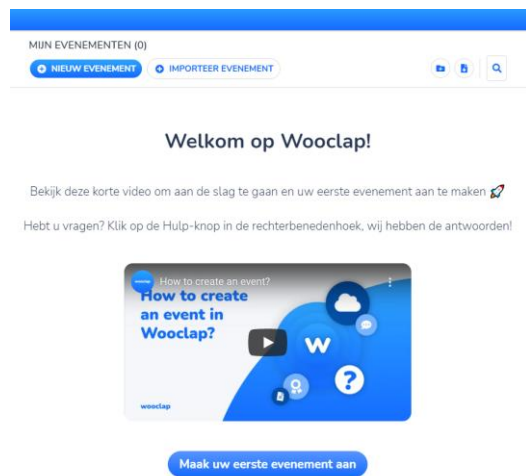 MIJN EVENEMENTEN (0)
NIEUW EVENEMENT IMPORTEER EVENEMENT
Welkom op Wooclap!
Bekijk deze korte video om aan de slag te gaan en uw eerste evenement aan te maken
Hebt u vragen? Klik op de Hulp-knop in de rechterbenedenhoek, wij hebben de antwoorden!
How to create an event?
How to create
an event in
Wooclap?
W
?
wooclap
Maak uw eerste evenement aan